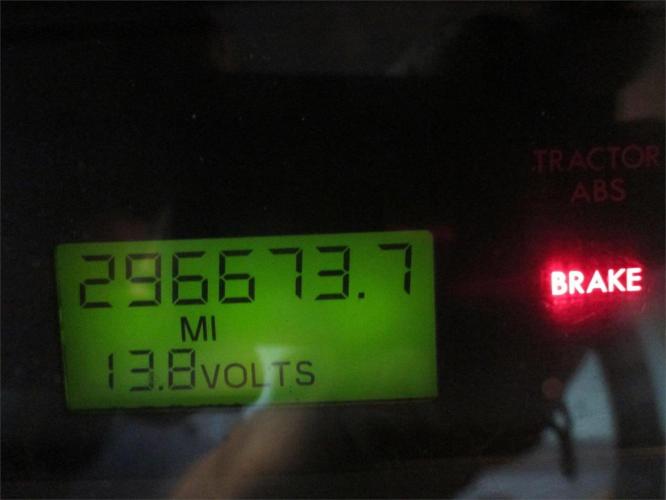 TRACTOR
ABS
BRAKE
296673.7
MI
13.8 VOLTS